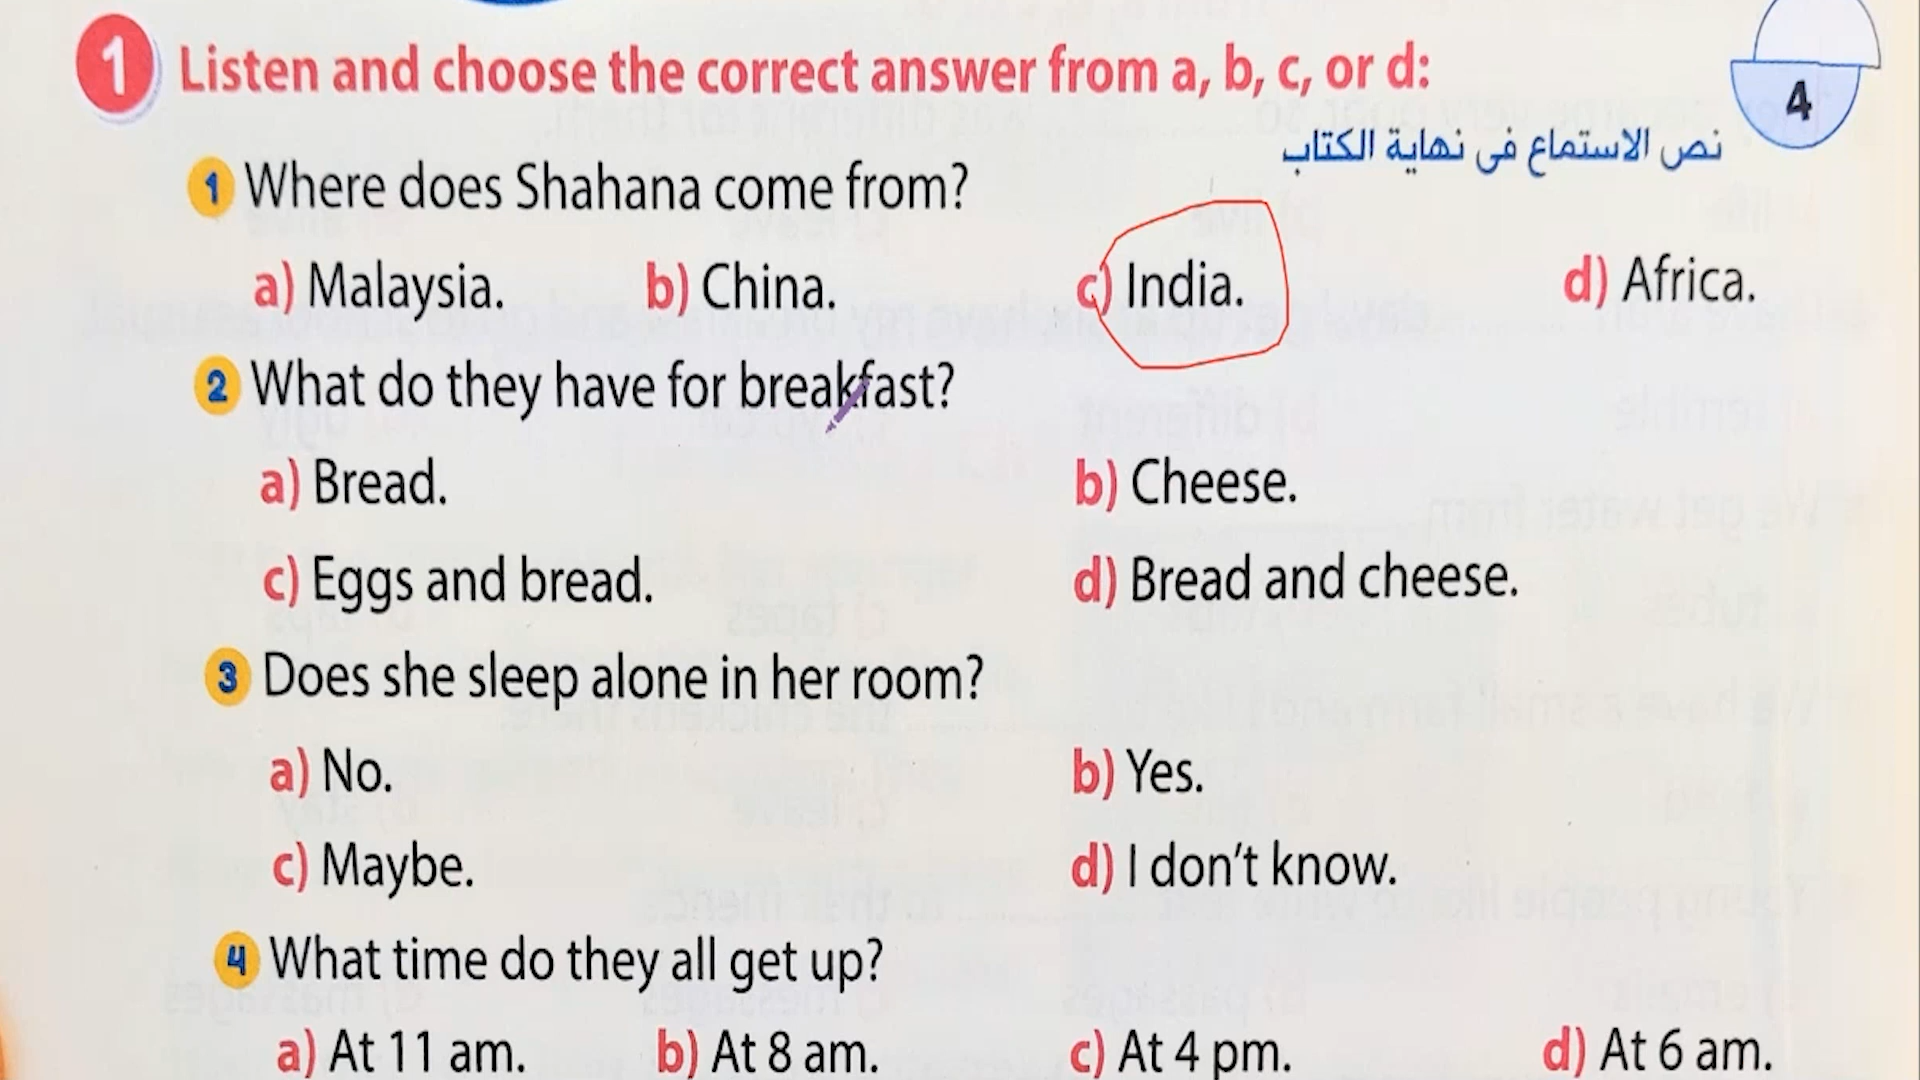 1 Listen and choose the correct answer from a, b, c, or d:
4
نص الاستماع فى نهاية الكتاب
1 Where does Shahana come from?
a) Malaysia. b) China. c) India. d) Africa.
2 What do they have for breakfast?
a) Bread. b) Cheese.
c) Eggs and bread. d) Bread and cheese.
3 Does she sleep alone in her room?
a) No. b) Yes.
c) Maybe. d) I don't know.
4 What time do they all get up?
a) At 11 am. b) At 8 am. c) At 4 pm. d) At 6 am.